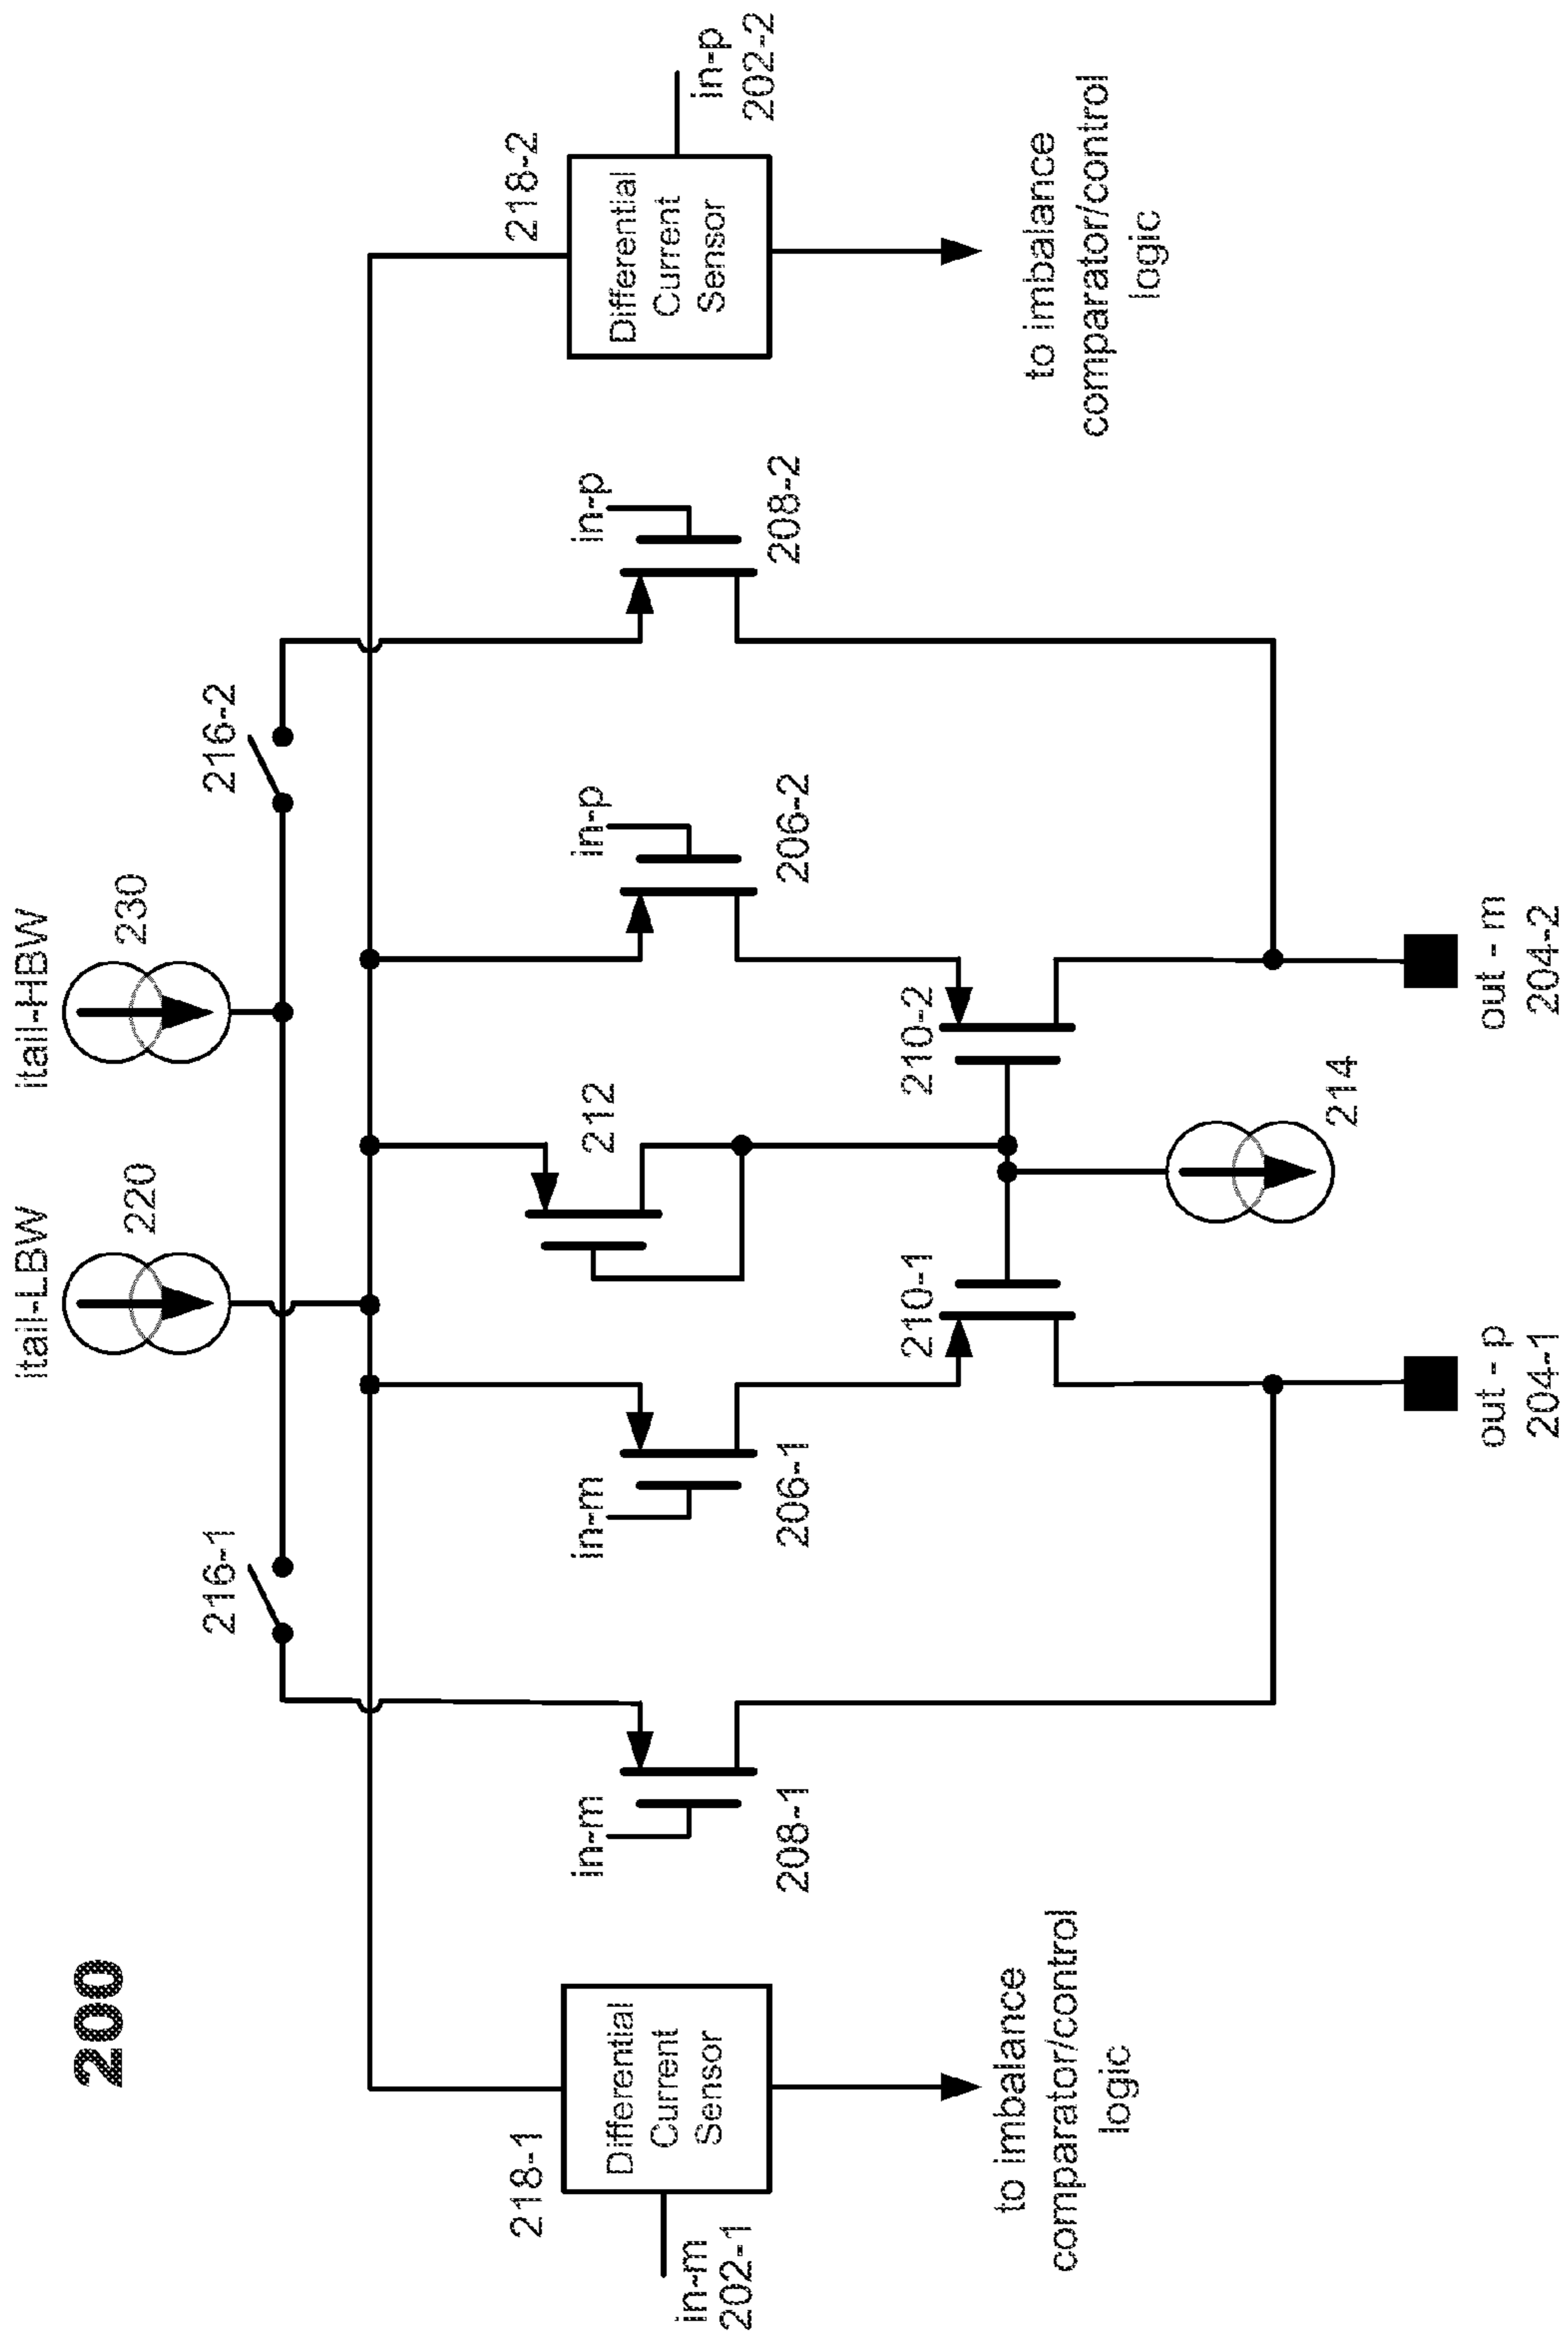 200
itail-LBW
220
itail-HBW
230
216-1
216-2
218-1
Differential
Current
Sensor
in-m
202-1
to imbalance
comparator/control
logic
in-m
208-1
in-m
206-1
212
in-p
206-2
in-p
208-2
218-2
Differential
Current
Sensor
in-p
202-2
to imbalance
comparator/control
logic
210-1
210-2
214
out - p
204-1
out - m
204-2